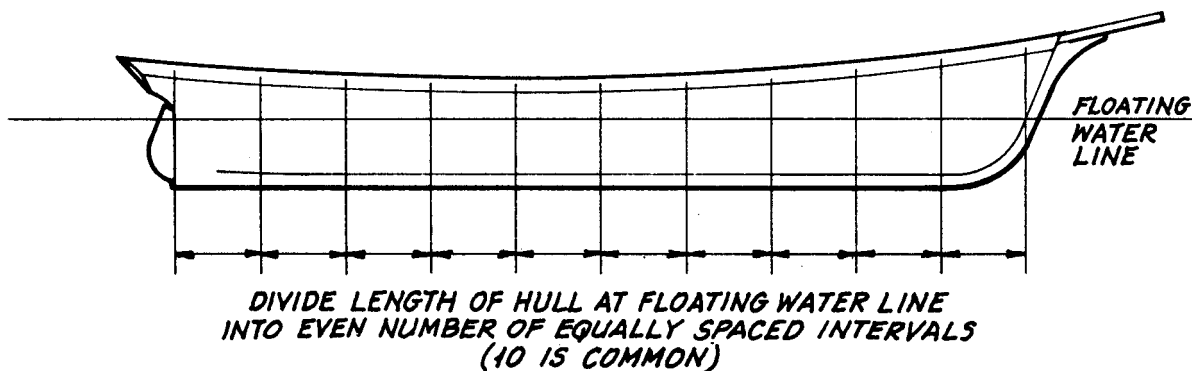 FLOATING
WATER
LINE
DIVIDE LENGTH OF HULL AT FLOATING WATER LINE
INTO EVEN NUMBER OF EQUALLY SPACED INTERVALS
(10 IS COMMON)